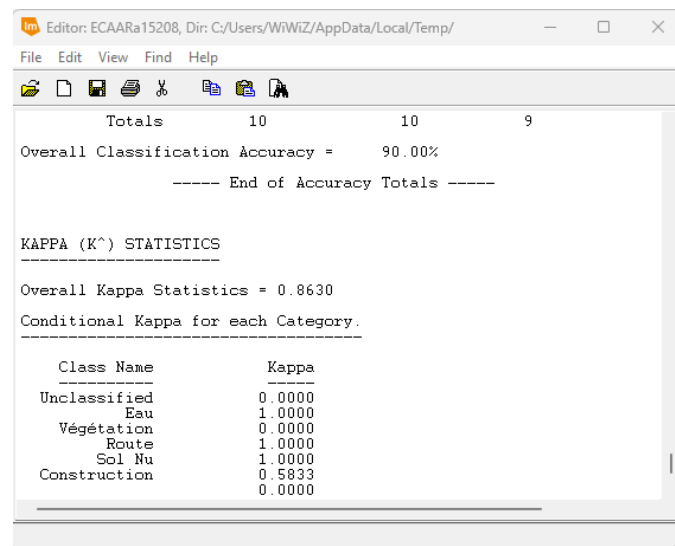 Im Editor: ECAARa15208, Dir: C:/Users/WiWiZ/AppData/Local/Temp/
File Edit View Find Help
Totals 10 10 9
Overall Classification Accuracy = 90.00%
----- End of Accuracy Totals -----
KAPPA (K^) STATISTICS
---------------------
Overall Kappa Statistics = 0.8630
Conditional Kappa for each Category.
------------------------------------
Class Name Kappa
---------- -----
Unclassified 0.0000
Eau 1.0000
Végétation 0.0000
Route 1.0000
Sol Nu 1.0000
Construction 0.5833
0.0000